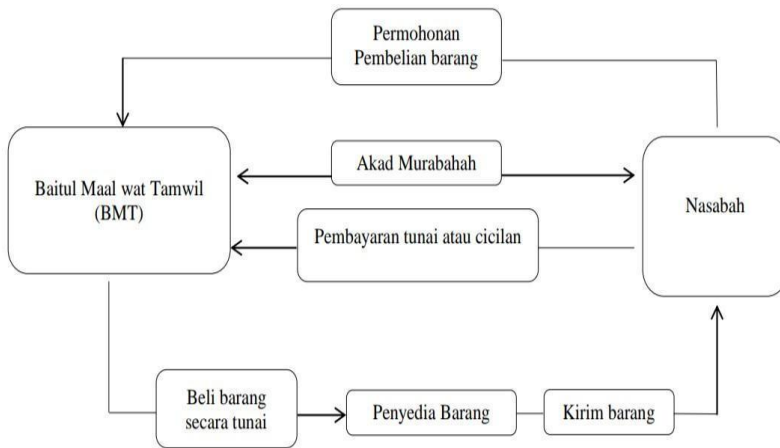 Permohonan
Pembelian barang
Baitul Maal wat Tamwil
(BMT)
Akad Murabahah
Nasabah
Pembayaran tunai atau cicilan
Beli barang
secara tunai
Penyedia Barang
Kirim barang